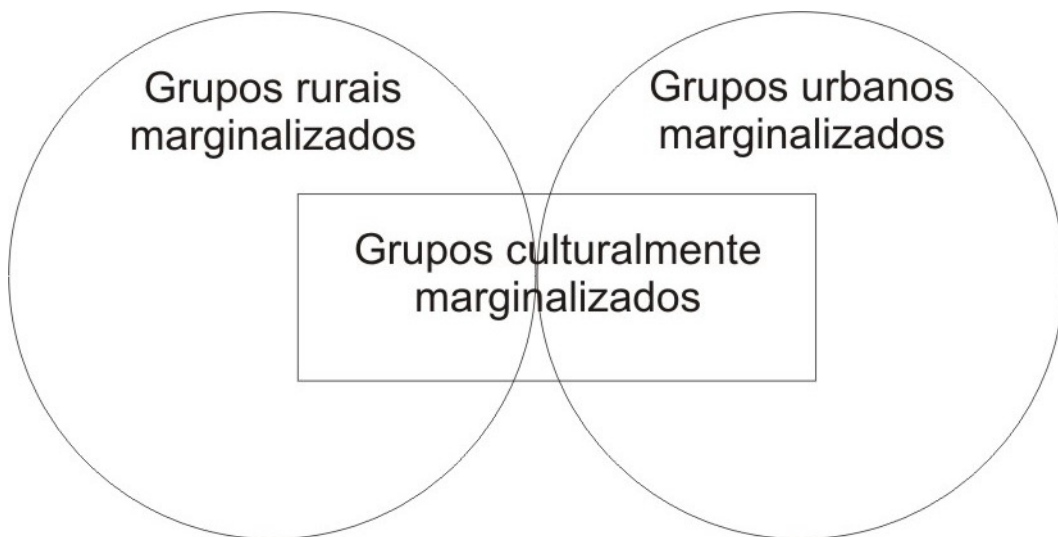 Grupos rurais
marginalizados
Grupos urbanos
marginalizados
Grupos culturalmente
marginalizados